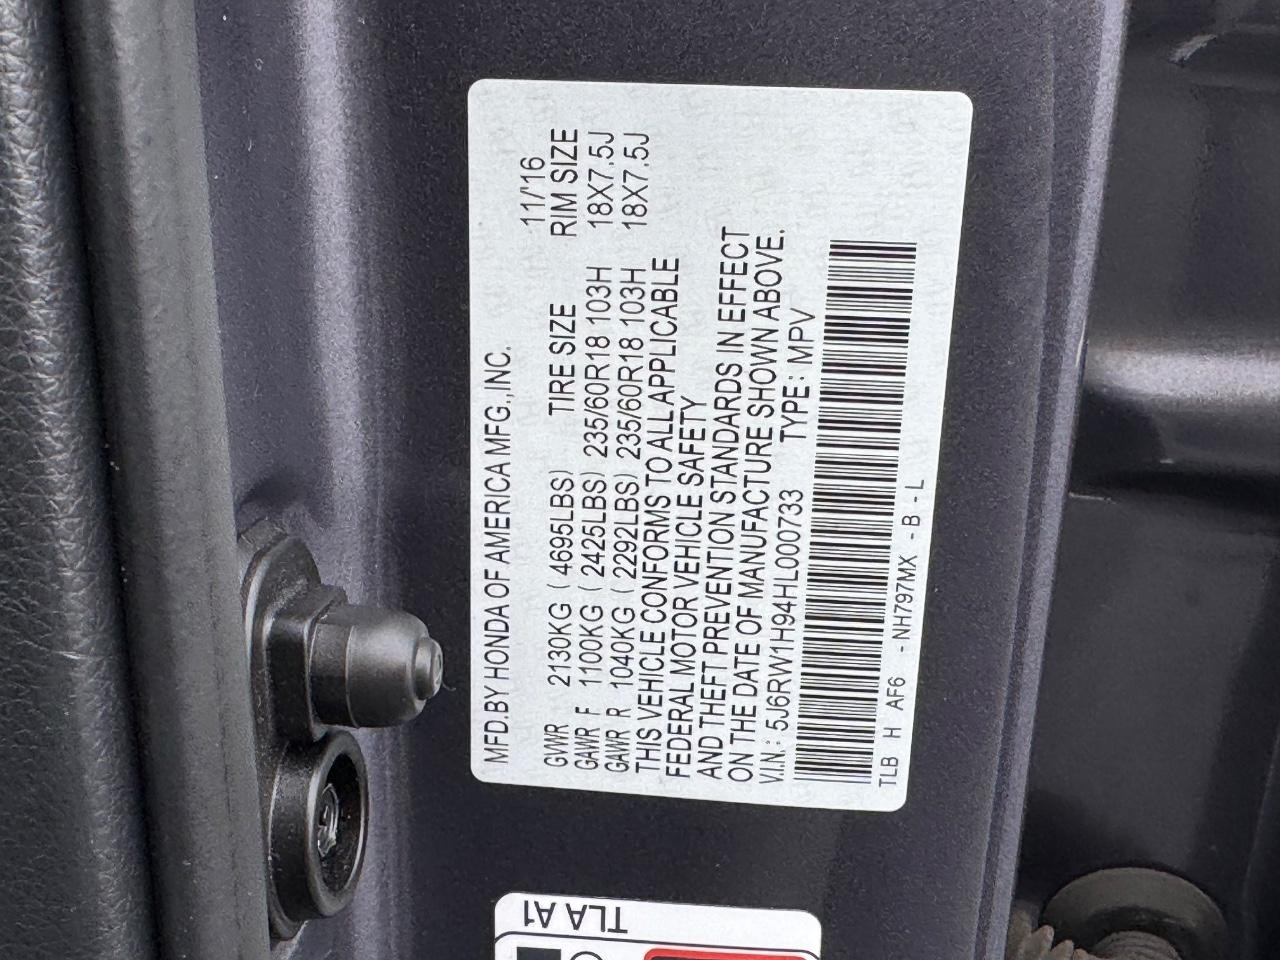 MFD.BY HONDA OF AMERICA MFG.,INC. 11/'16
GVWR 2130KG ( 4695LBS) TIRE SIZE RIM SIZE
GAWR F 1100KG ( 2425LBS) 235/60R18 103H 18X7.5J
GAWR R 1040KG ( 2292LBS) 235/60R18 103H 18X7.5J
THIS VEHICLE CONFORMS TO ALL APPLICABLE
FEDERAL MOTOR VEHICLE SAFETY
AND THEFT PREVENTION STANDARDS IN EFFECT
ON THE DATE OF MANUFACTURE SHOWN ABOVE.
V.I.N.: 5J6RW1H94HL000733 TYPE: MPV
TLB H AF6 -NH797MX -B-L
TLA A1